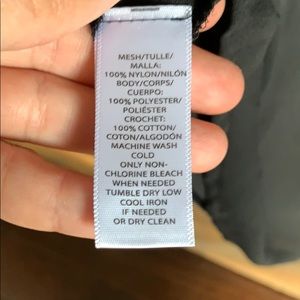 MESH/TULLE/
MALLA:
100% NYLON/NILÓN
BODY/CORPS/
CUERPO:
100% POLYESTER/
POLIÉSTER
CROCHET:
100% COTTON/
COTON/ALGODÓN
MACHINE WASH
COLD
ONLY NON-
CHLORINE BLEACH
WHEN NEEDED
TUMBLE DRY LOW
COOL IRON
IF NEEDED
OR DRY CLEAN